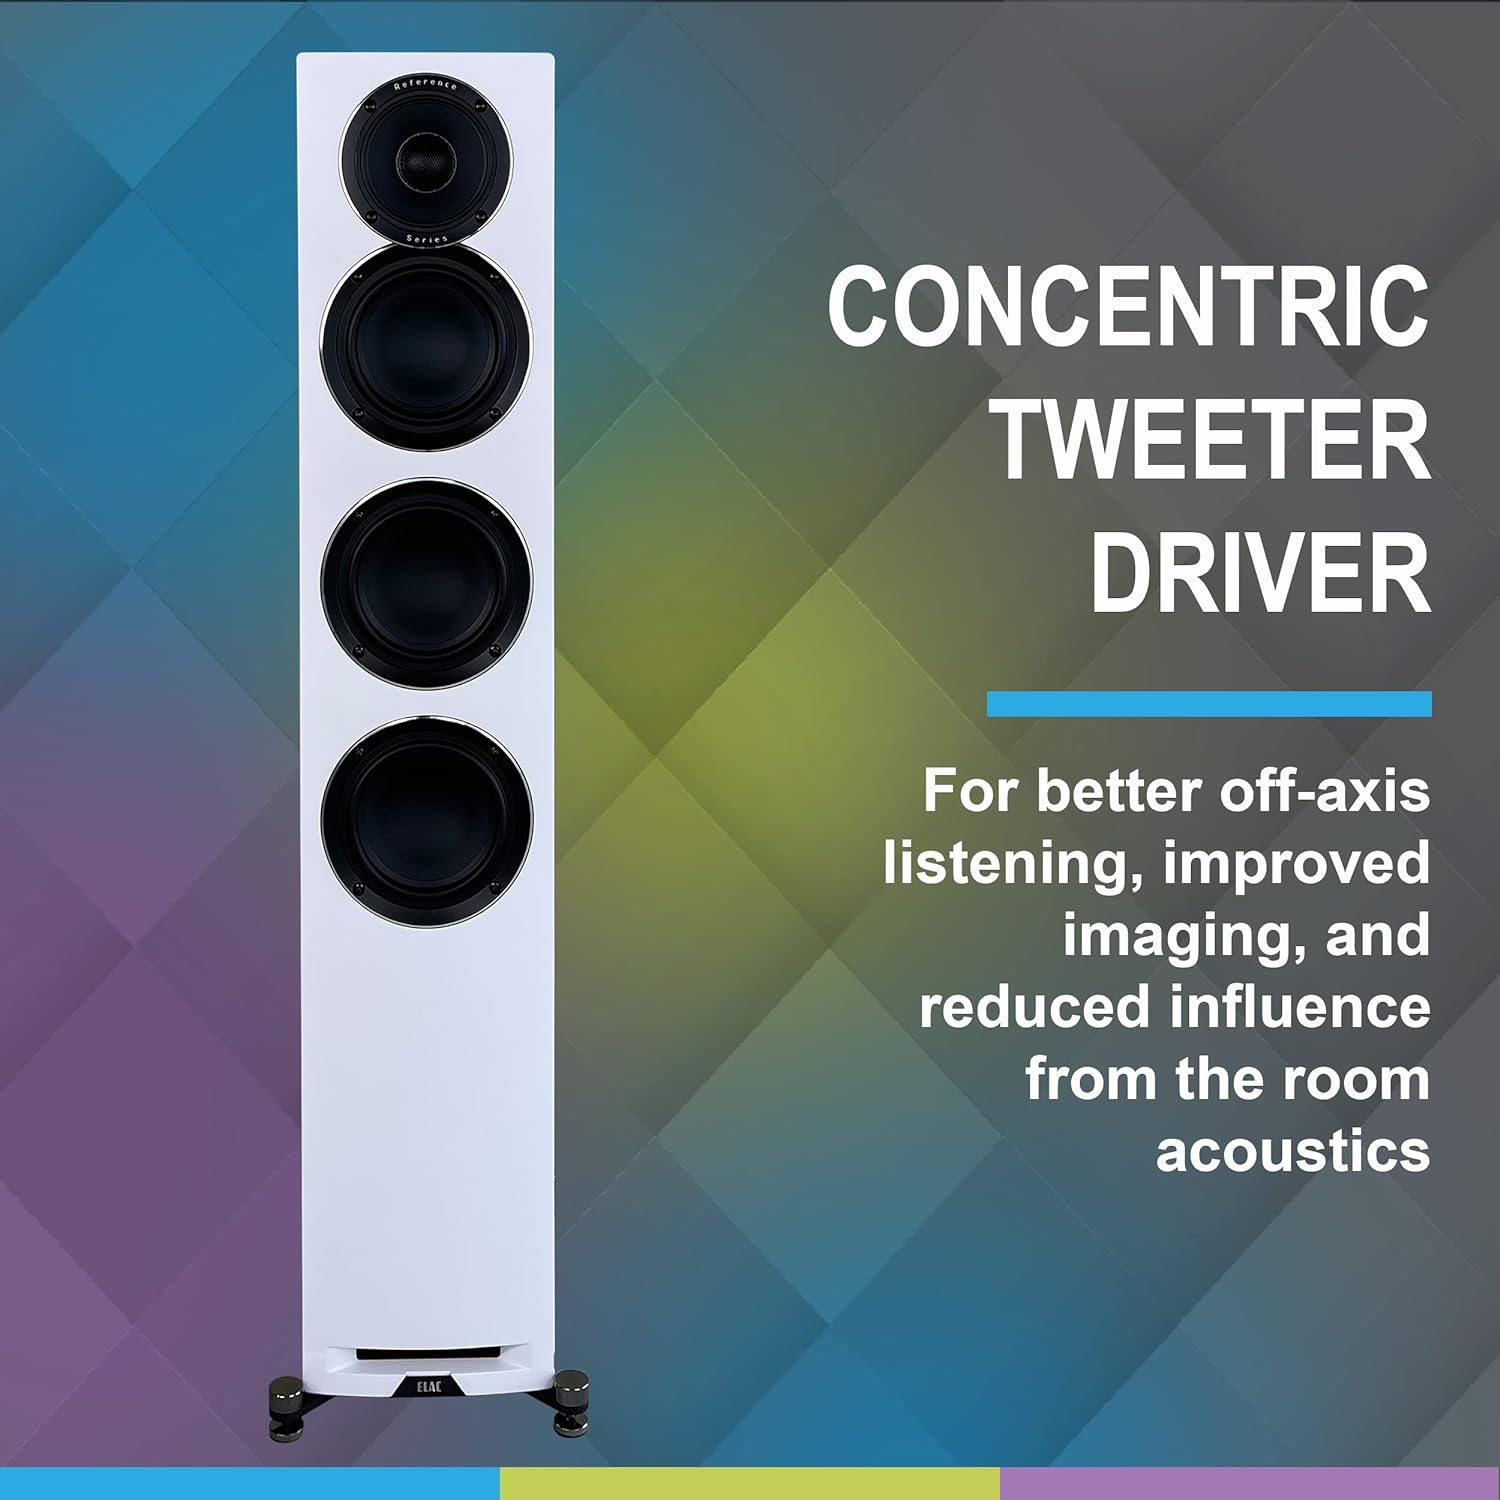 Reference
Series
CONCENTRIC
TWEETER
DRIVER
For better off-axis
listening, improved
imaging, and
reduced influence
from the room
acoustics
ELAC